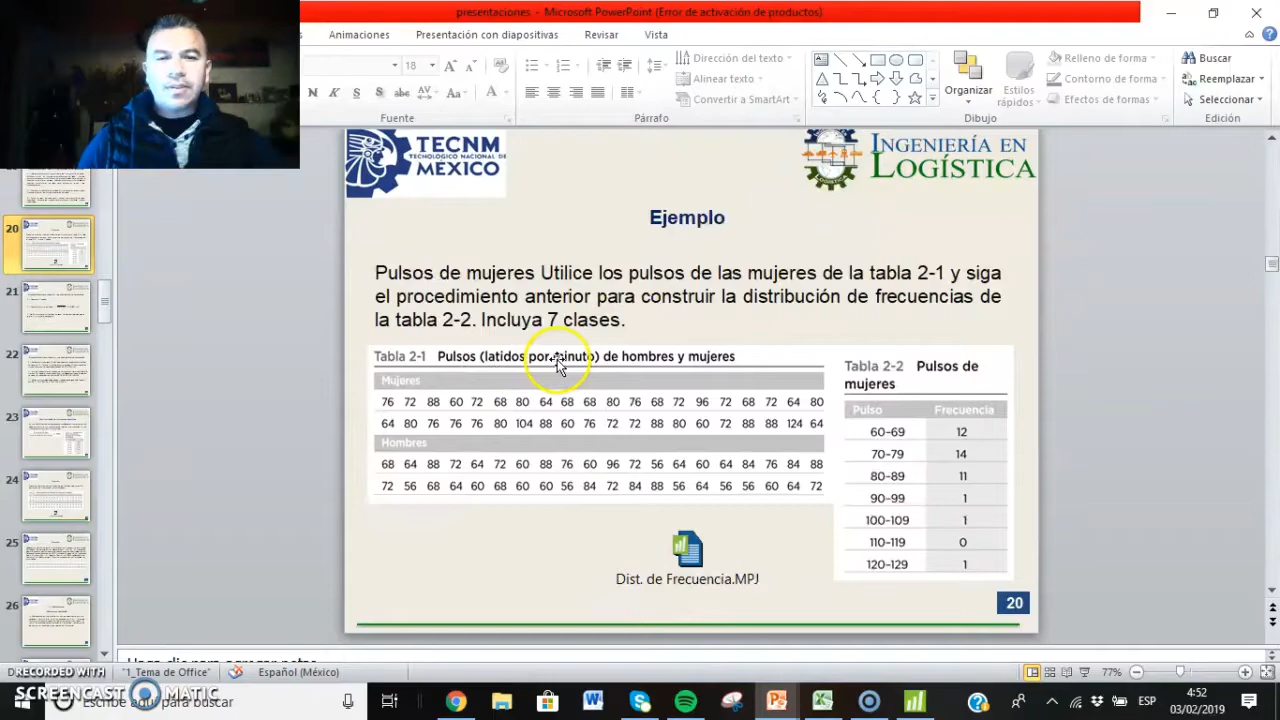 presentaciones - Microsoft PowerPoint (Error de activación de productos)
Animaciones Presentación con diapositivas Revisar Vista
18 A A Dirección del texto Relleno de forma Buscar
Alinear texto Contorno de forma Reemplazar
N K S S abc AV Aa A Convertir a SmartArt Organizar Estilos rápidos Efectos de formas Seleccionar
Fuente Párrafo Dibujo Edición
TECNM
TECNOLÓGICO NACIONAL DE
MÉXICO
INGENIERÍA EN
LOGÍSTICA
Ejemplo
Pulsos de mujeres Utilice los pulsos de las mujeres de la tabla 2-1 y siga
el procedimiento anterior para construir la distribución de frecuencias de
la tabla 2-2. Incluya 7 clases.
Tabla 2-1 Pulsos (latidos por minuto) de hombres y mujeres
Mujeres
76 72 88 60 72 68 80 64 68 68 80 76 68 72 96 72 68 72 64 80
64 80 76 76 76 80 104 88 60 76 72 72 88 80 60 72 88 88 124 64
Hombres
68 64 88 72 64 72 60 88 76 60 96 72 56 64 60 64 84 76 84 88
72 56 68 64 60 68 60 60 56 84 72 84 88 56 64 56 56 60 64 72
Tabla 2-2 Pulsos de
mujeres
Pulso Frecuencia
60-69 12
70-79 14
80-89 11
90-99 1
100-109 1
110-119 0
120-129 1
Dist. de Frecuencia.MPJ
20
20
21
22
23
24
25
26
"1_Tema de Office" Español (México) 77%
RECORDED WITH
SCREENCAST MATIC
Escribe aquí para buscar
ESP
4:52
03/02/2019